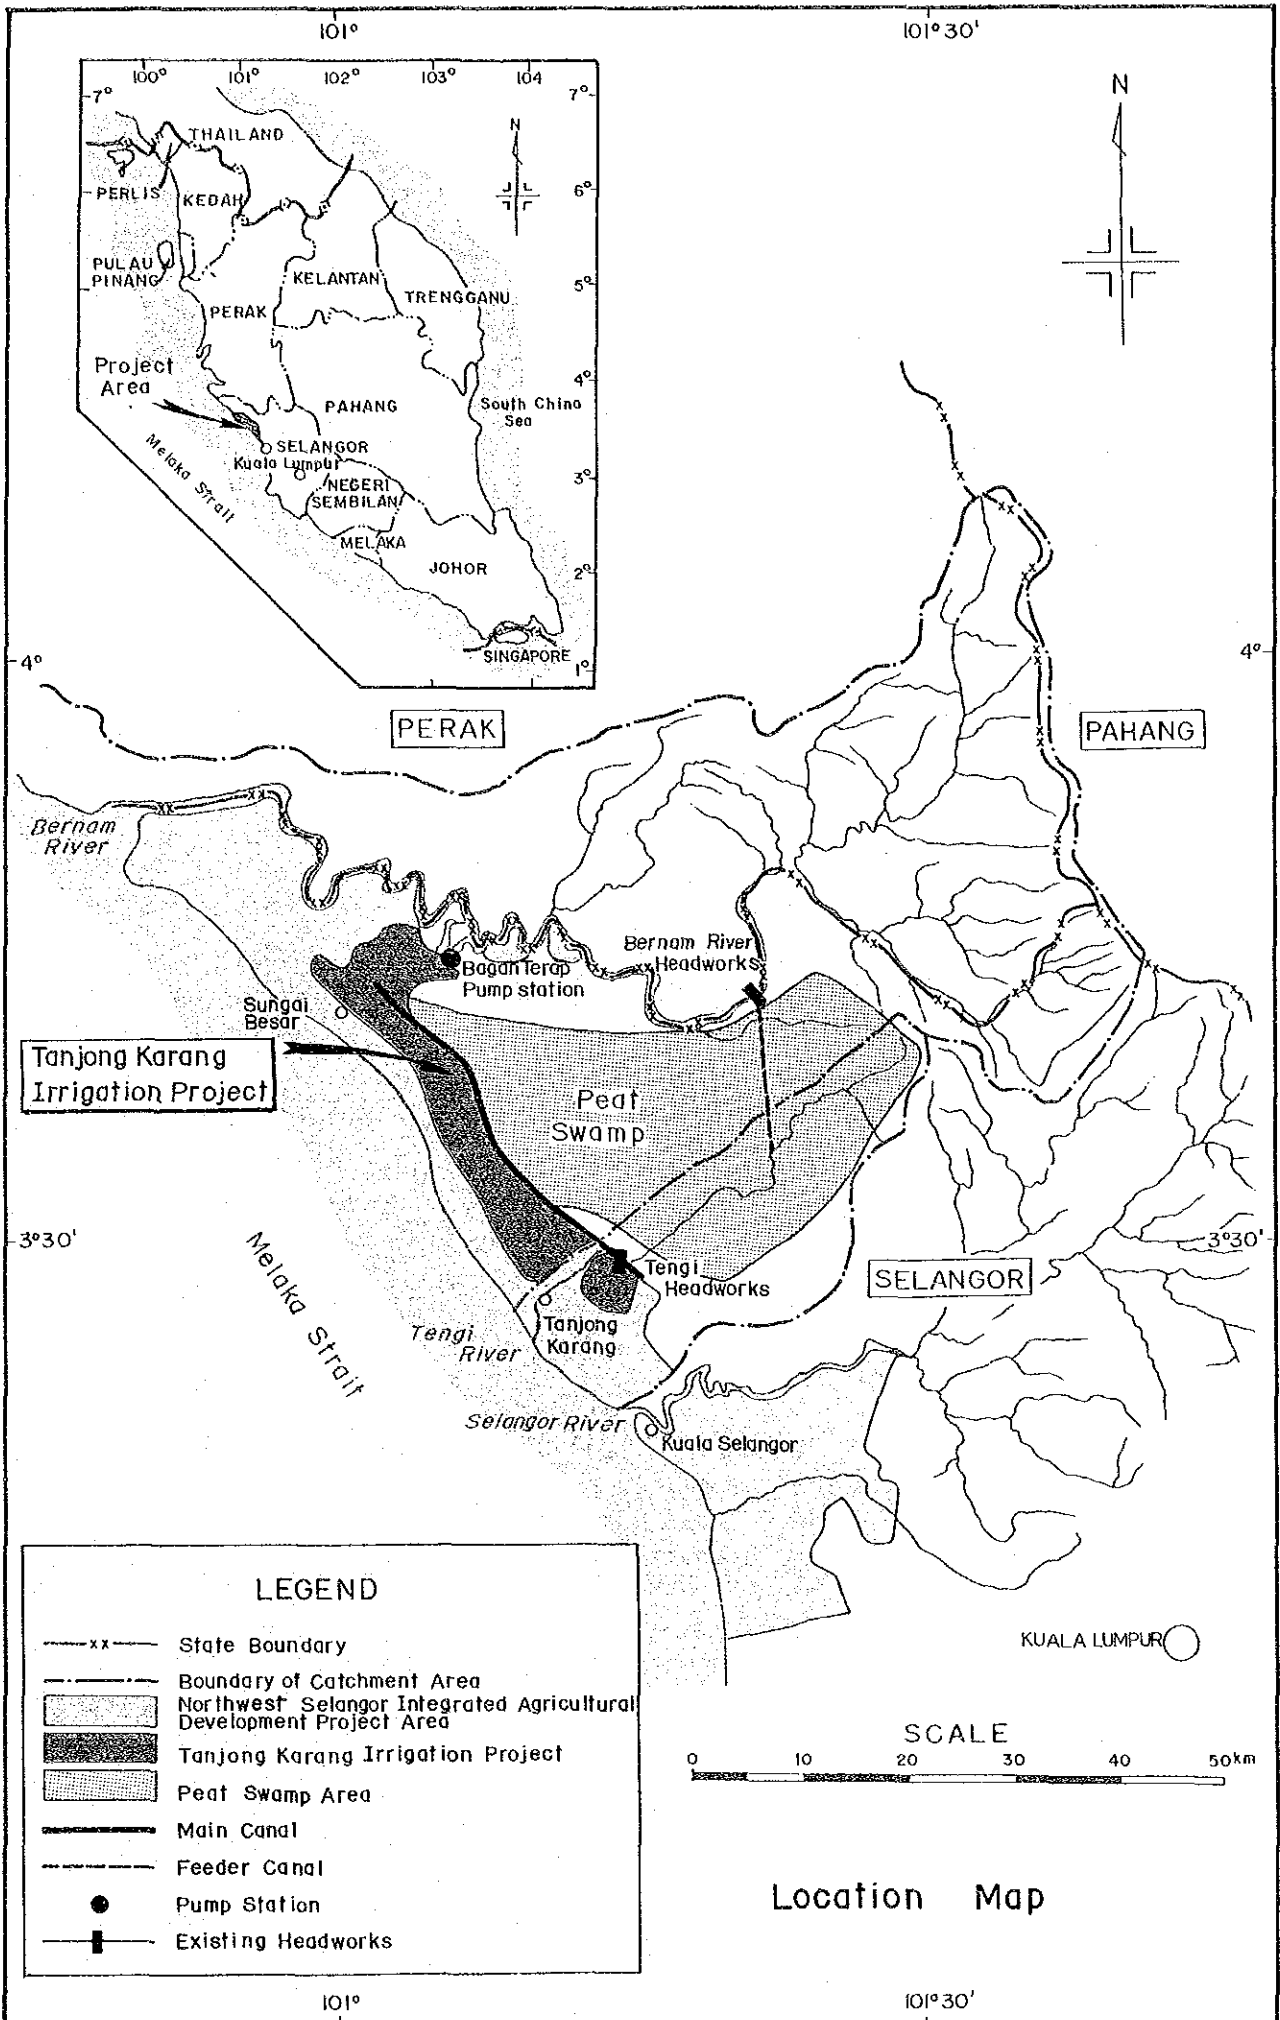 101°
101°30'
100°
101°
102°
103°
104
7°
7°
N
N
THAILAND
PERLIS
KEDAH
6°
PULAU
PINANG
KELANTAN
5°
TRENGGANU
PERAK
Project
Area
4°
PAHANG
South China
Sea
SELANGOR
Kuala Lumpur
Melaka Strait
3°
NEGERI
SEMBILAN
MELAKA
JOHOR
2°
SINGAPORE
1°
4°
4°
PERAK
PAHANG
Bernam
River
Bernam River
Headworks
Bagan Terap
Pump station
Sungai
Besar
Tanjong Karang
Irrigation Project
Peat
Swamp
3°30'
3°30'
Melaka Strait
Tengi
Headworks
SELANGOR
Tanjong
Karang
Tengi
River
Selangor River
Kuala Selangor
LEGEND
State Boundary
Boundary of Catchment Area
Northwest Selangor Integrated Agricultural
Development Project Area
Tanjong Karang Irrigation Project
Peat Swamp Area
Main Canal
Feeder Canal
Pump Station
Existing Headworks
KUALA LUMPUR
SCALE
0 10 20 30 40 50km
Location Map
101°
101°30'